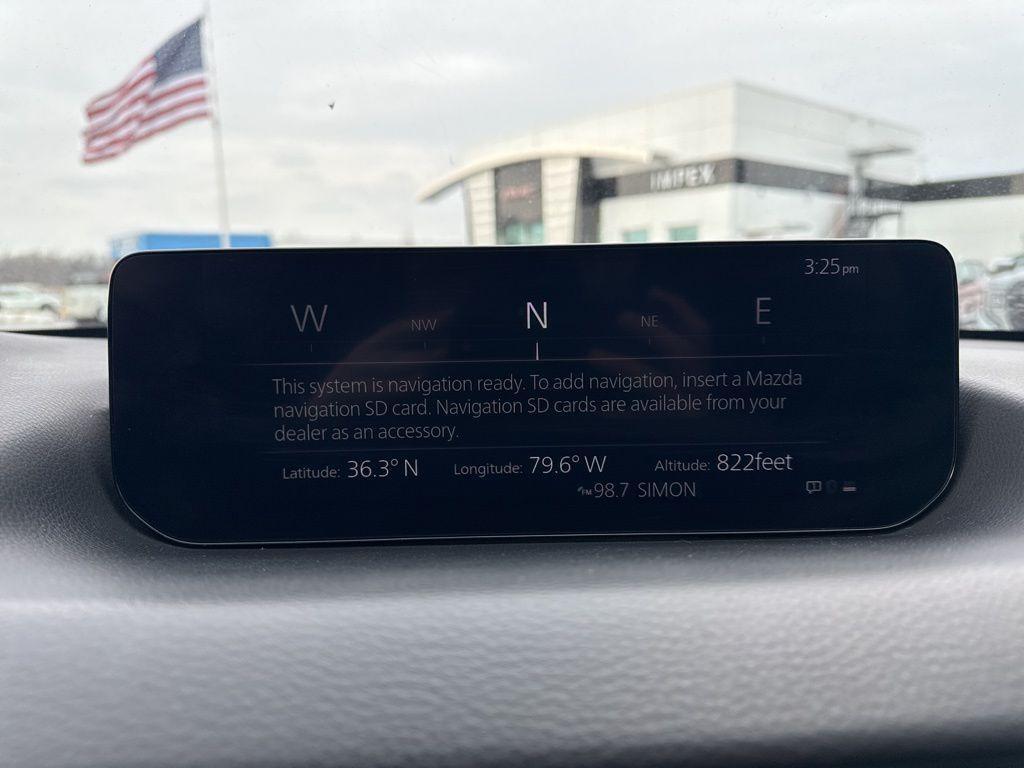 IMPEX
3:25pm
W NW N NE E
This system is navigation ready. To add navigation, insert a Mazda
navigation SD card. Navigation SD cards are available from your
dealer as an accessory.
Latitude: 36.3° N Longitude: 79.6° W Altitude: 822feet
FM 98.7 SIMON